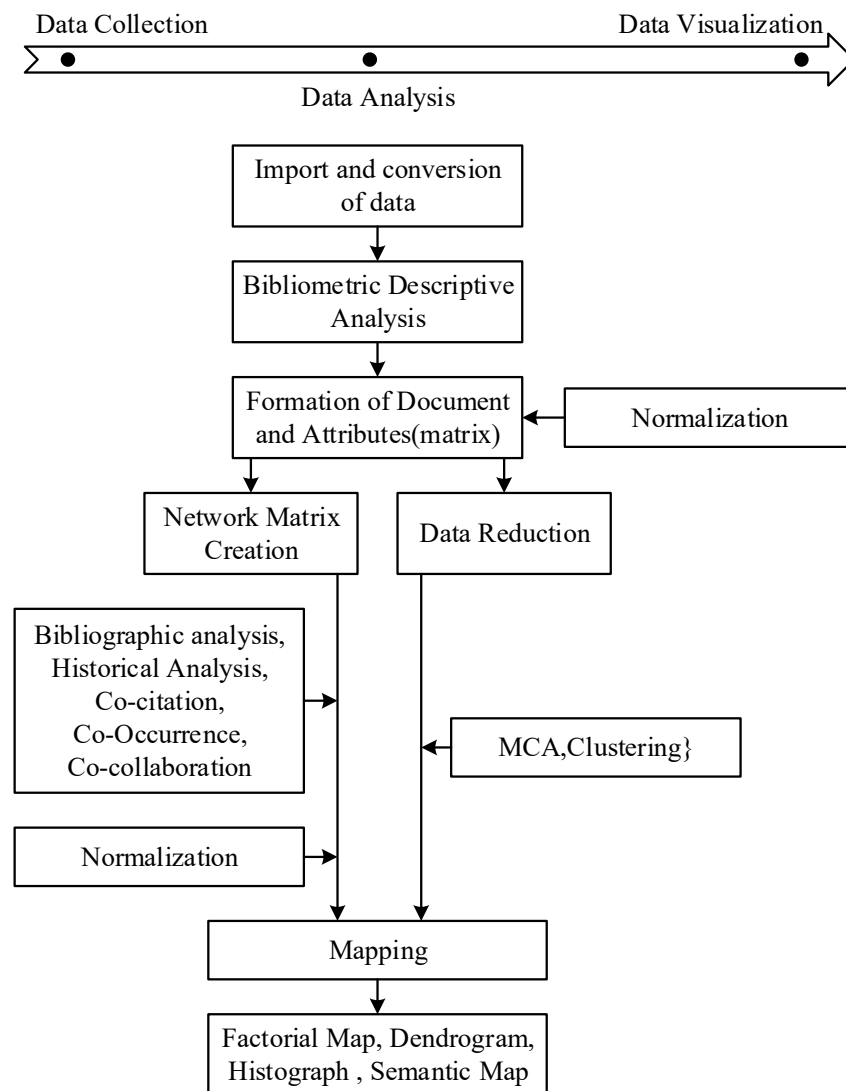 Data Collection
Data Visualization
Data Analysis
Import and conversion
of data
Bibliometric Descriptive
Analysis
Formation of Document
and Attributes(matrix)
Normalization
Network Matrix
Creation
Data Reduction
Bibliographic analysis,
Historical Analysis,
Co-citation,
Co-Occurrence,
Co-collaboration
MCA,Clustering}
Normalization
Mapping
Factorial Map, Dendrogram,
Histograph , Semantic Map